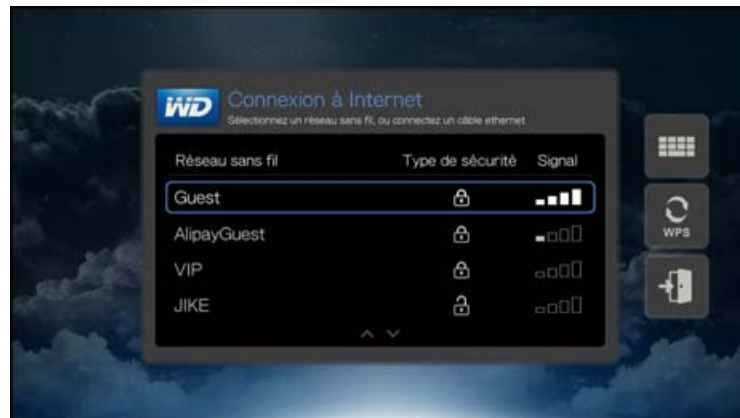 WD
Connexion à Internet
Sélectionnez un réseau sans fil, ou connectez un câble ethernet.
Réseau sans fil Type de sécurité Signal
Guest
AlipayGuest
VIP
JIKE
WPS